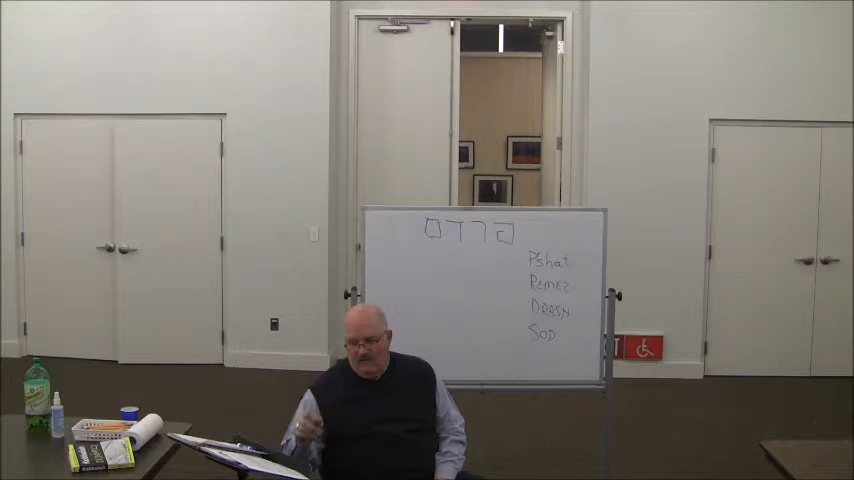 פרדס
Pshat
Remez
DRASH
SOD